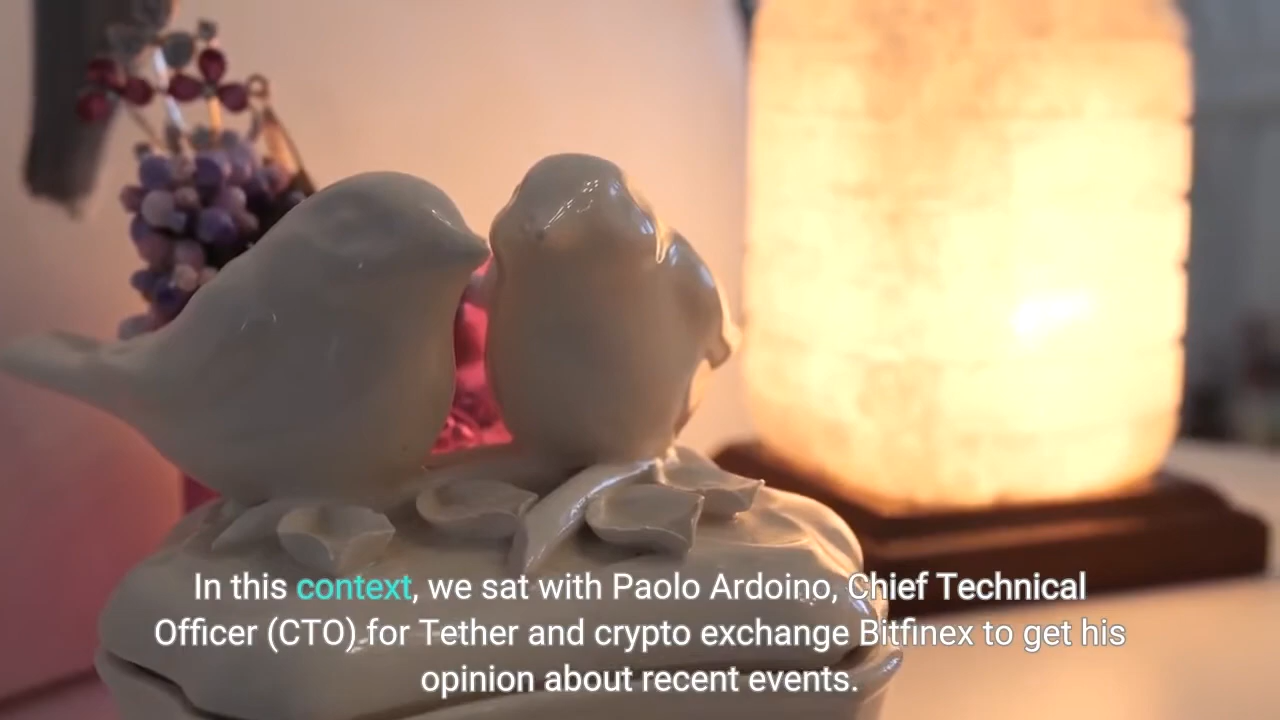 In this context, we sat with Paolo Ardoino, Chief Technical
Officer (CTO) for Tether and crypto exchange Bitfinex to get his
opinion about recent events.